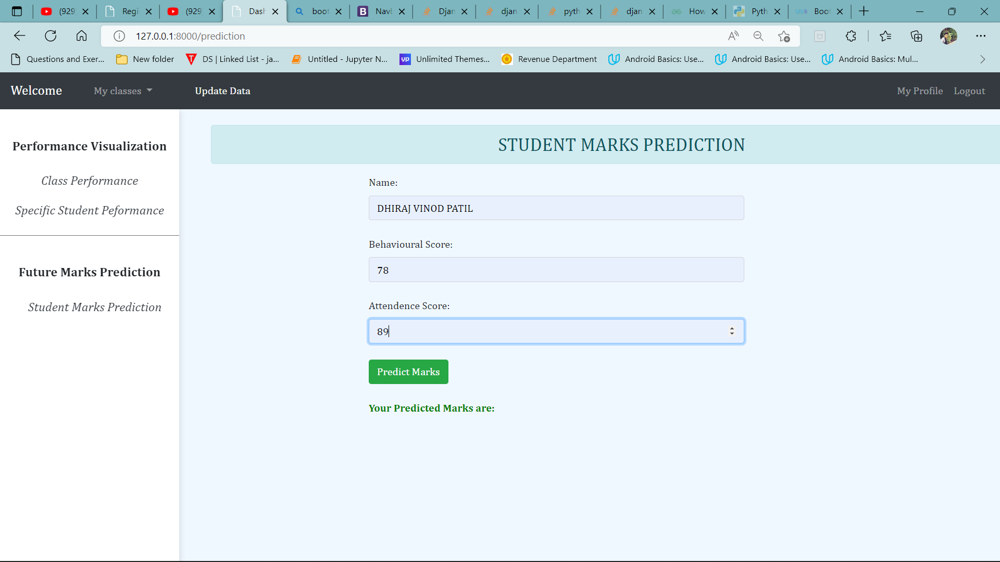 (929 Regi (929 Dash boot Navb Djan djan pyth djan How Pyth Boot
127.0.0.1:8000/prediction
Questions and Exer... New folder DS | Linked List - ja... Untitled - Jupyter N... Unlimited Themes... Revenue Department Android Basics: Use... Android Basics: Use... Android Basics: Mul...
Welcome My classes Update Data My Profile Logout
Performance Visualization
Class Performance
Specific Student Peformance
Future Marks Prediction
Student Marks Prediction
STUDENT MARKS PREDICTION
Name:
DHIRAJ VINOD PATIL
Behavioural Score:
78
Attendence Score:
89
Predict Marks
Your Predicted Marks are: